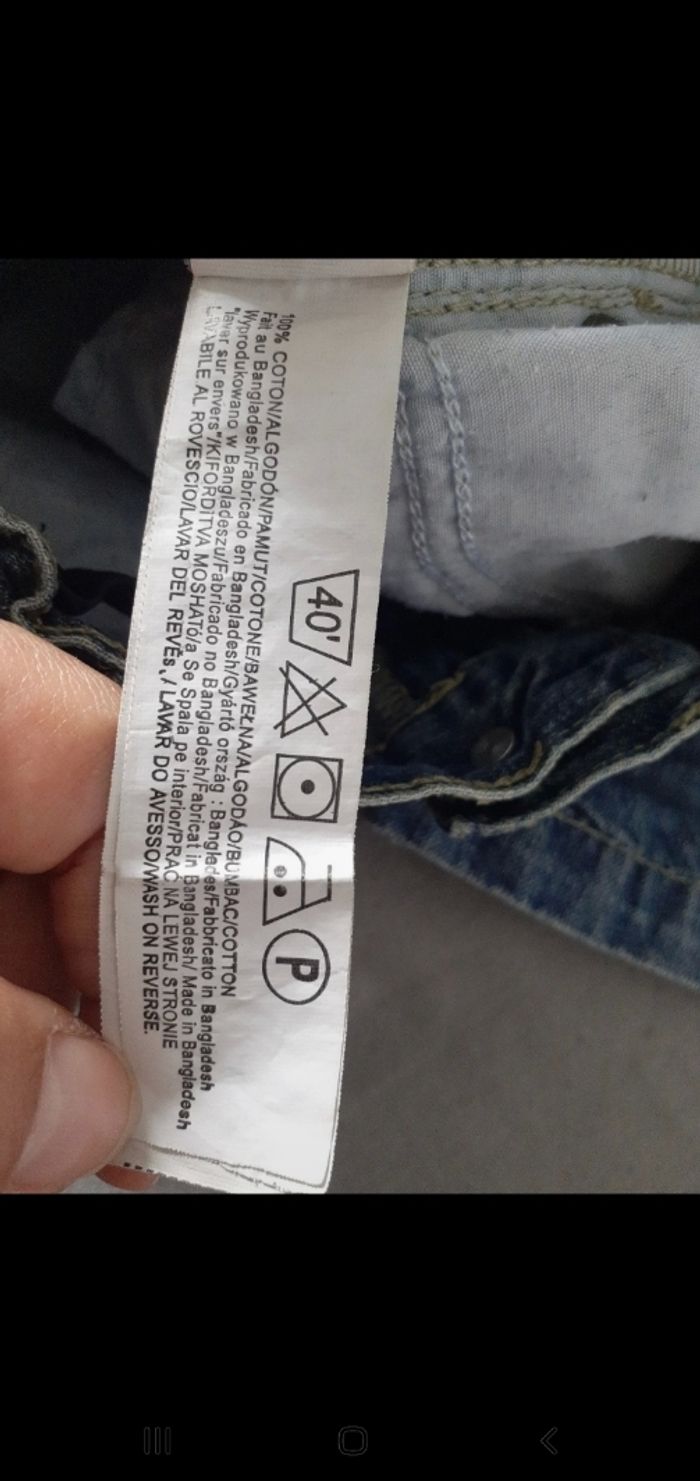 40'
P
100% COTON/ALGODÓN/PAMUT/COTONE/BAWEŁNA/ALGODÃO/BUMBAC/COTTON
Fait au Bangladesh/Fabricado en Bangladesh/Gyártó ország : Banglades/Fabbricato in Bangladesh
Wyprodukowano w Bangladeszu/Fabricado no Bangladesh/Fabricat in Bangladesh/ Made in Bangladesh
"laver sur envers"/KIFORDÍTVA MOSHATÓ/a Se Spala pe interior/PRAĆ NA LEWEJ STRONIE
LAVABILE AL ROVESCIO/LAVAR DEL REVÉs, / LAVAR DO AVESSO/WASH ON REVERSE.